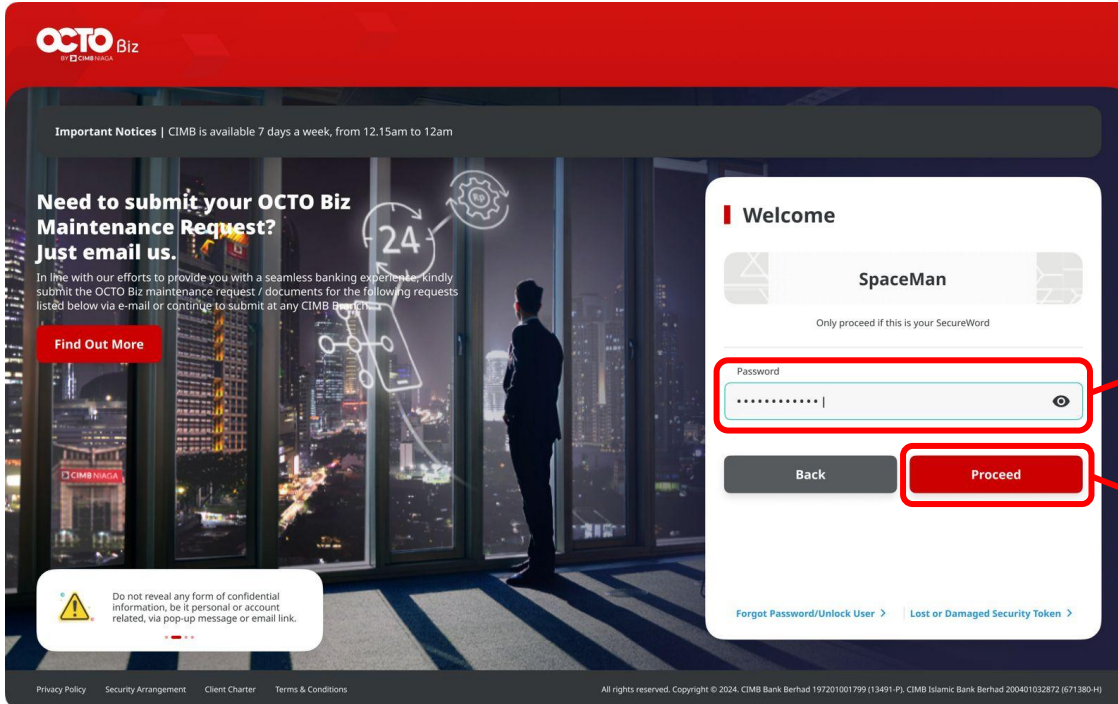 OCTO Biz
BY CIMB NIAGA
Important Notices | CIMB is available 7 days a week, from 12.15am to 12am
Need to submit your OCTO Biz
Maintenance Request?
Just email us.
In line with our efforts to provide you with a seamless banking experience, kindly
submit the OCTO Biz maintenance request / documents for the following requests
listed below via e-mail or continue to submit at any CIMB Branch.
Find Out More
24
CIMB NIAGA
Do not reveal any form of confidential
information, be it personal or account
related, via pop-up message or email link.
Welcome
SpaceMan
Only proceed if this is your SecureWord
Password
Back
Proceed
Forgot Password/Unlock User >
Lost or Damaged Security Token >
Privacy Policy
Security Arrangement
Client Charter
Terms & Conditions
All rights reserved. Copyright © 2024. CIMB Bank Berhad 197201001799 (13491-P). CIMB Islamic Bank Berhad 200401032872 (671380-H)